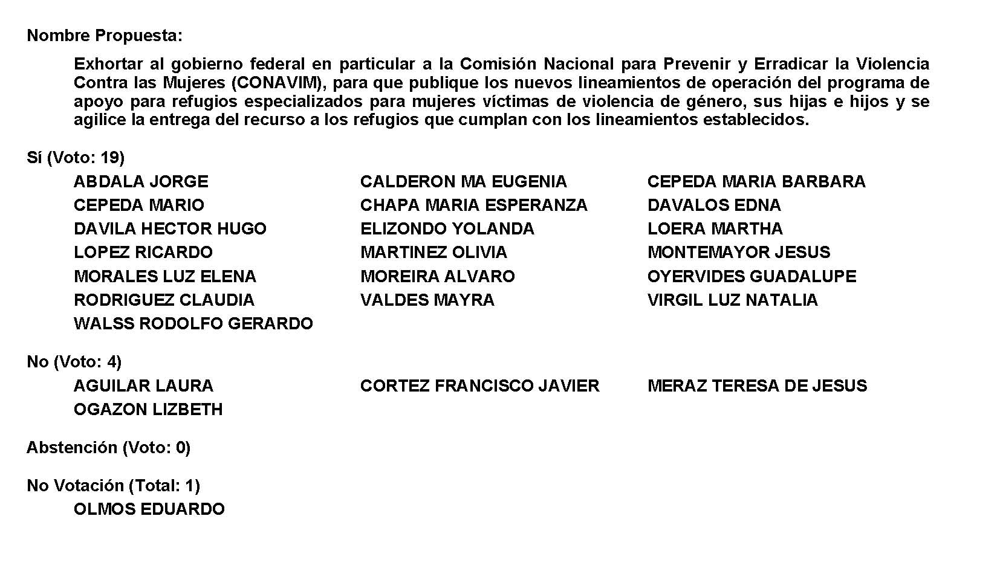 Nombre Propuesta:
Exhortar al gobierno federal en particular a la Comisión Nacional para Prevenir y Erradicar la Violencia
Contra las Mujeres (CONAVIM), para que publique los nuevos lineamientos de operación del programa de
apoyo para refugios especializados para mujeres víctimas de violencia de género, sus hijas e hijos y se
agilice la entrega del recurso a los refugios que cumplan con los lineamientos establecidos.
Sí (Voto: 19)
ABDALA JORGE CALDERON MA EUGENIA CEPEDA MARIA BARBARA
CEPEDA MARIO CHAPA MARIA ESPERANZA DAVALOS EDNA
DAVILA HECTOR HUGO ELIZONDO YOLANDA LOERA MARTHA
LOPEZ RICARDO MARTINEZ OLIVIA MONTEMAYOR JESUS
MORALES LUZ ELENA MOREIRA ALVARO OYERVIDES GUADALUPE
RODRIGUEZ CLAUDIA VALDES MAYRA VIRGIL LUZ NATALIA
WALSS RODOLFO GERARDO
No (Voto: 4)
AGUILAR LAURA CORTEZ FRANCISCO JAVIER MERAZ TERESA DE JESUS
OGAZON LIZBETH
Abstención (Voto: 0)
No Votación (Total: 1)
OLMOS EDUARDO